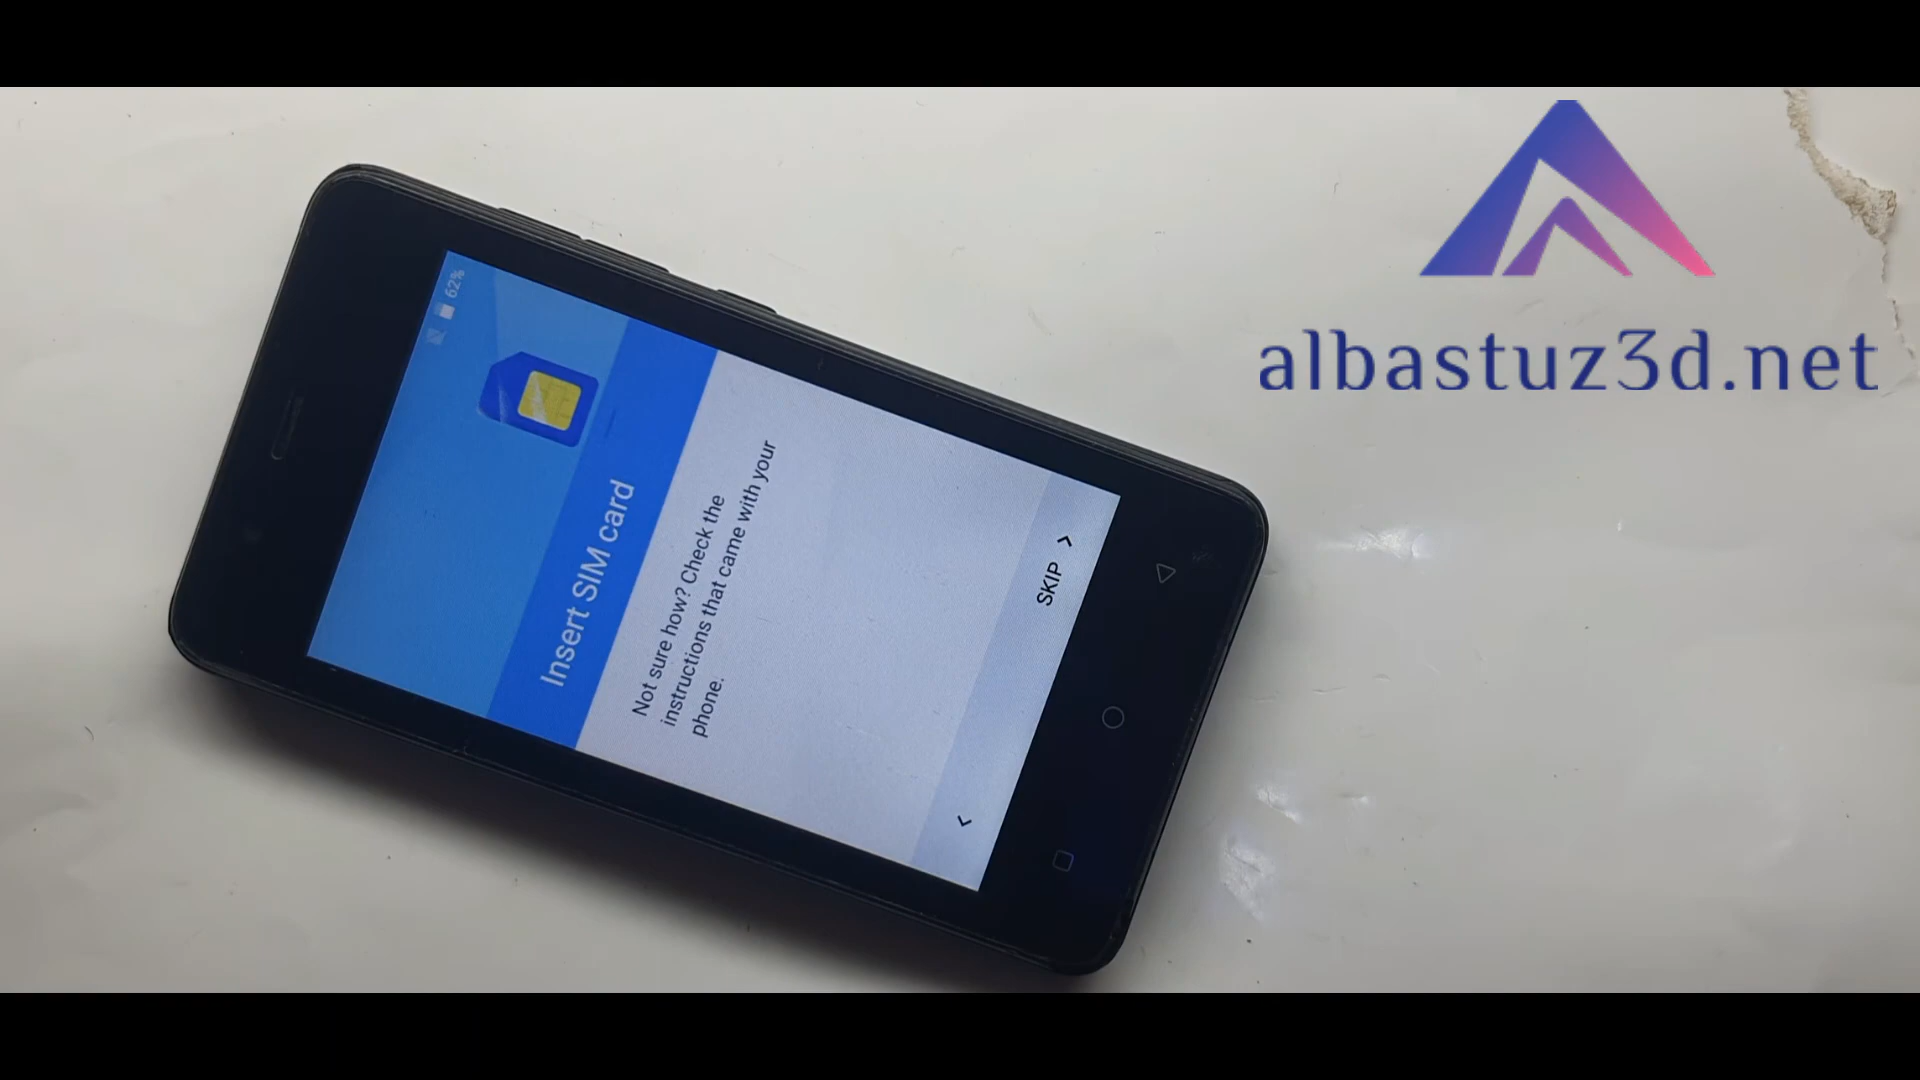 albastuz3d.net
62%
Insert SIM card
Not sure how? Check the
instructions that came with your
phone.
SKIP >
<